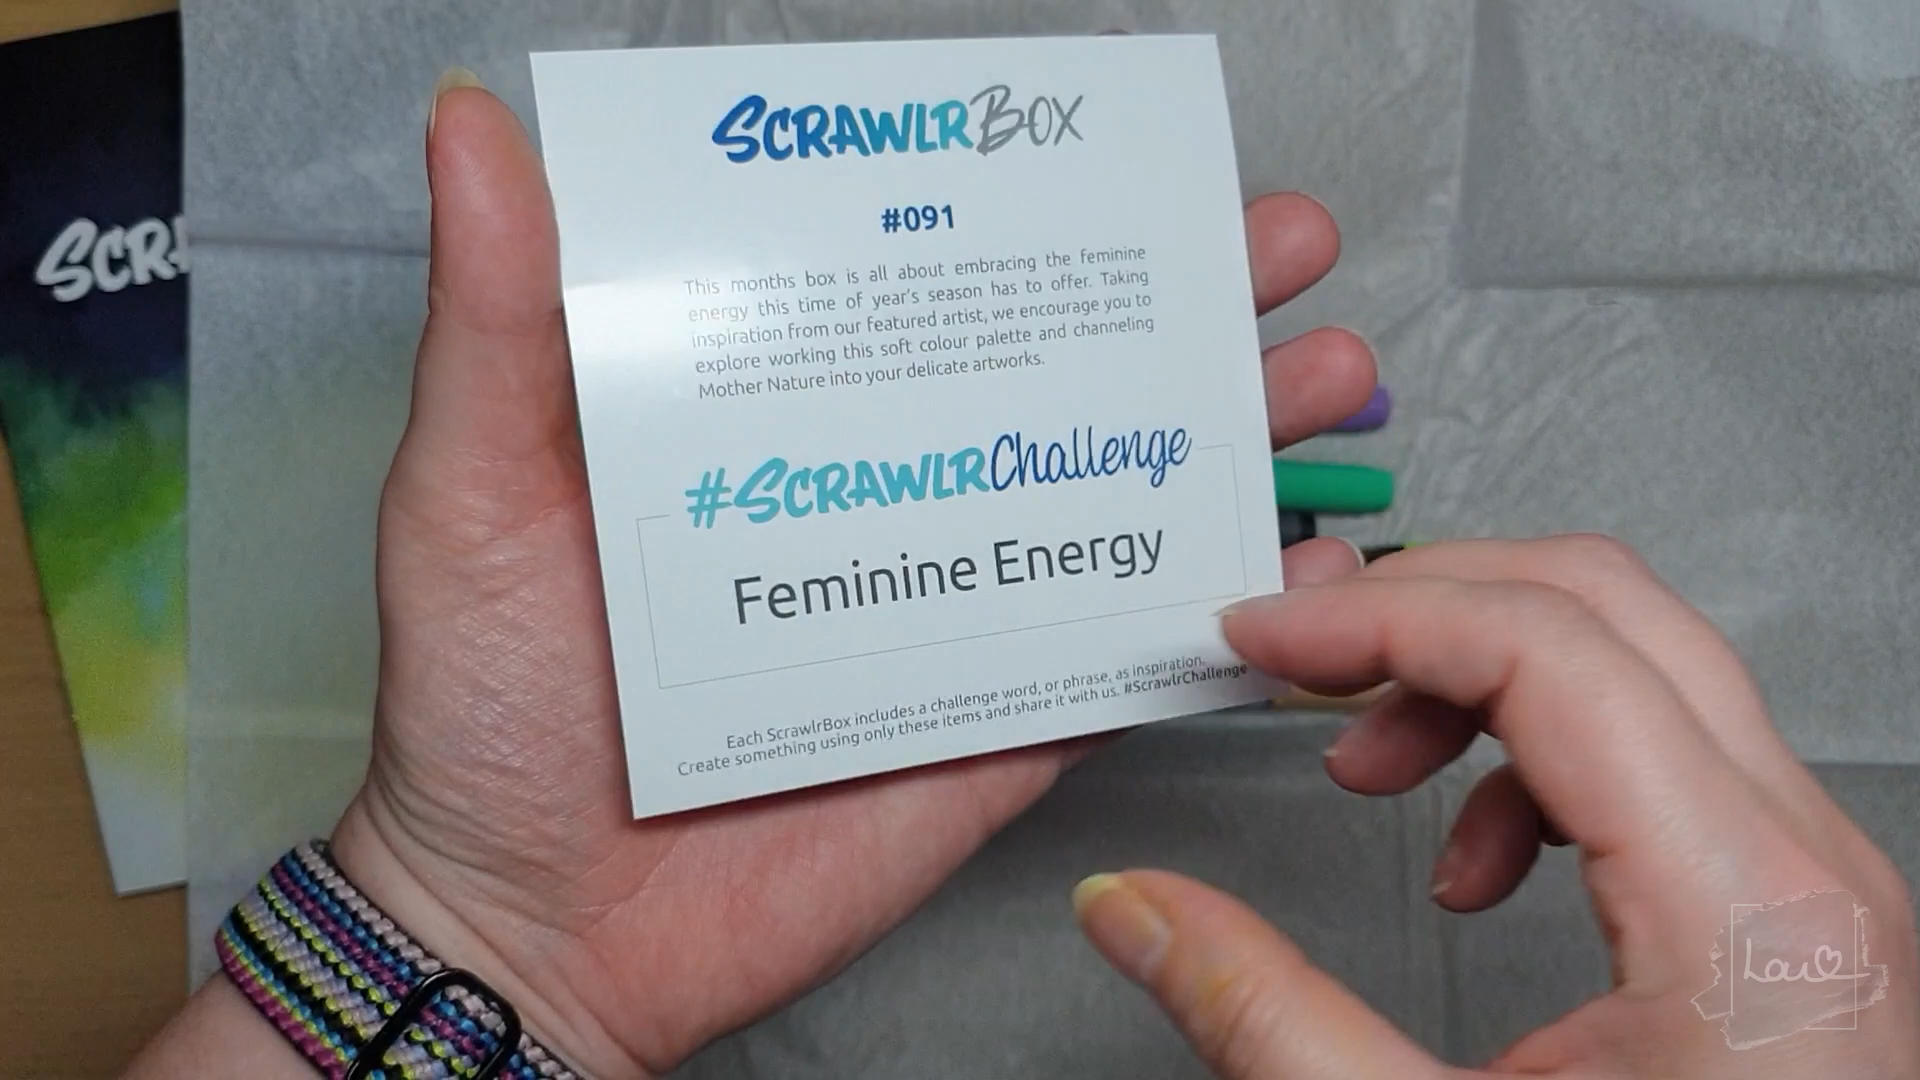 SCRAWLRBOX
#091
This months box is all about embracing the feminine
energy this time of year's season has to offer. Taking
inspiration from our featured artist, we encourage you to
explore working this soft colour palette and channeling
Mother Nature into your delicate artworks.
#SCRAWLRChallenge
Feminine Energy
Each ScrawlrBox includes a challenge word, or phrase, as inspiration.
Create something using only these items and share it with us. #ScrawlrChallenge
SCRA